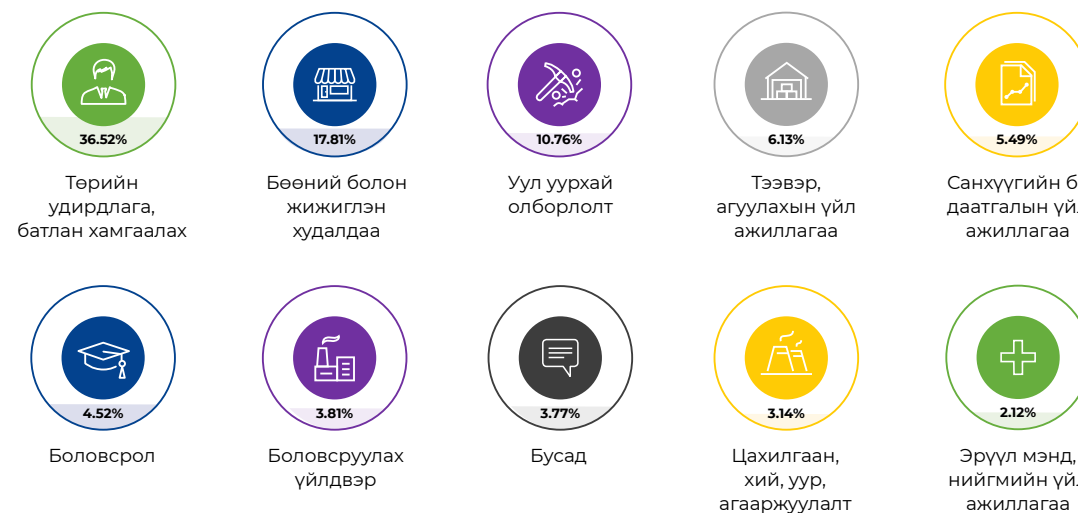 36.52%
Төрийн
удирдлага,
батлан хамгаалах
17.81%
Бөөний болон
жижиглэн
худалдаа
10.76%
Уул уурхай
олборлолт
6.13%
Тээвэр,
агуулахын үйл
ажиллагаа
5.49%
Санхүүгийн б
даатгалын үйл
ажиллагаа
4.52%
Боловсрол
3.81%
Боловсруулах
үйлдвэр
3.77%
Бусад
3.14%
Цахилгаан,
хий, уур,
агааржуулалт
2.12%
Эрүүл мэнд,
нийгмийн үйл
ажиллагаа